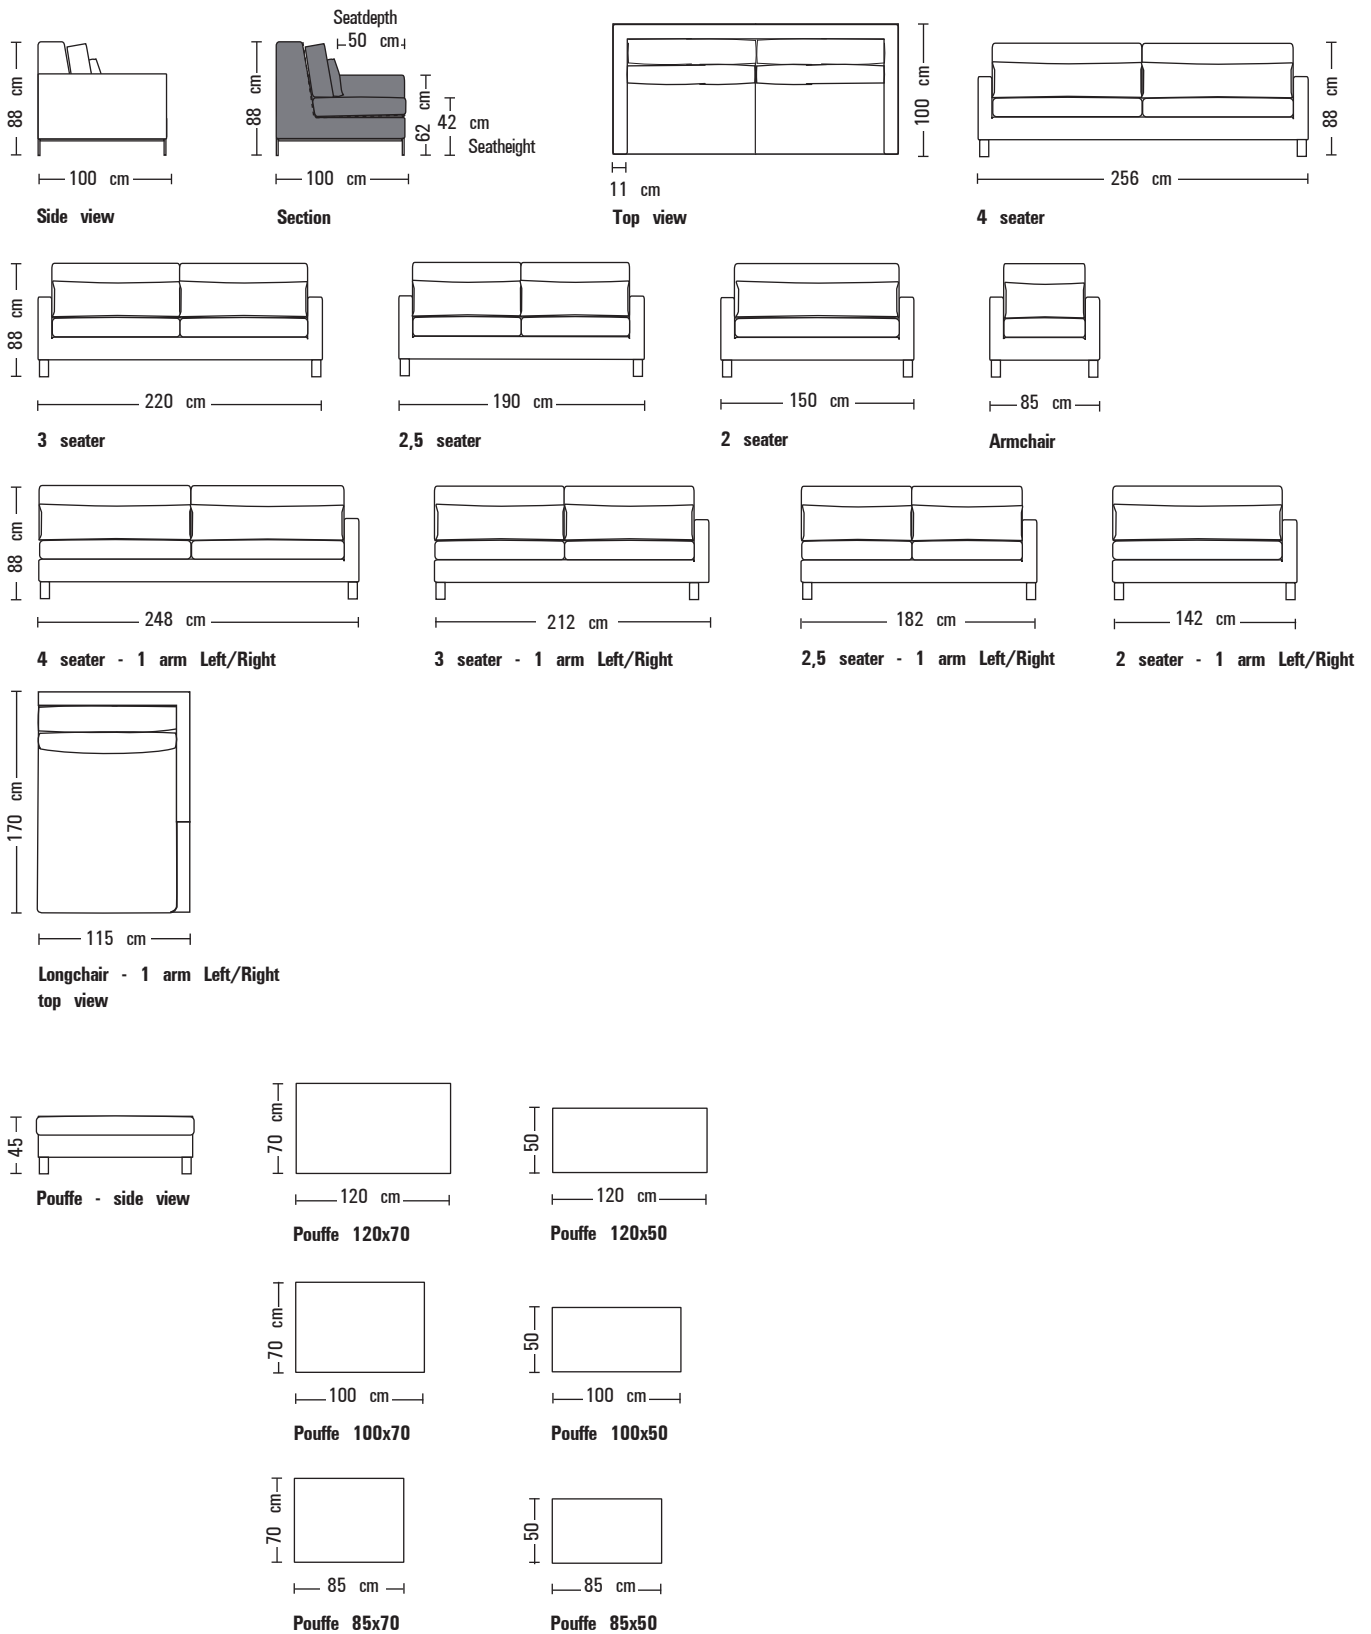 Seatdepth
50 cm
88 cm
88 cm
62 cm
42 cm
Seatheight
100 cm
88 cm
100 cm
100 cm
11 cm
256 cm
Side view
Section
Top view
4 seater
88 cm
220 cm
190 cm
150 cm
85 cm
3 seater
2,5 seater
2 seater
Armchair
88 cm
248 cm
212 cm
182 cm
142 cm
4 seater - 1 arm Left/Right
3 seater - 1 arm Left/Right
2,5 seater - 1 arm Left/Right
2 seater - 1 arm Left/Right
170 cm
115 cm
Longchair - 1 arm Left/Right
top view
45
Pouffe - side view
70 cm
120 cm
Pouffe 120x70
50
120 cm
Pouffe 120x50
70 cm
100 cm
Pouffe 100x70
50
100 cm
Pouffe 100x50
70 cm
85 cm
Pouffe 85x70
50
85 cm
Pouffe 85x50